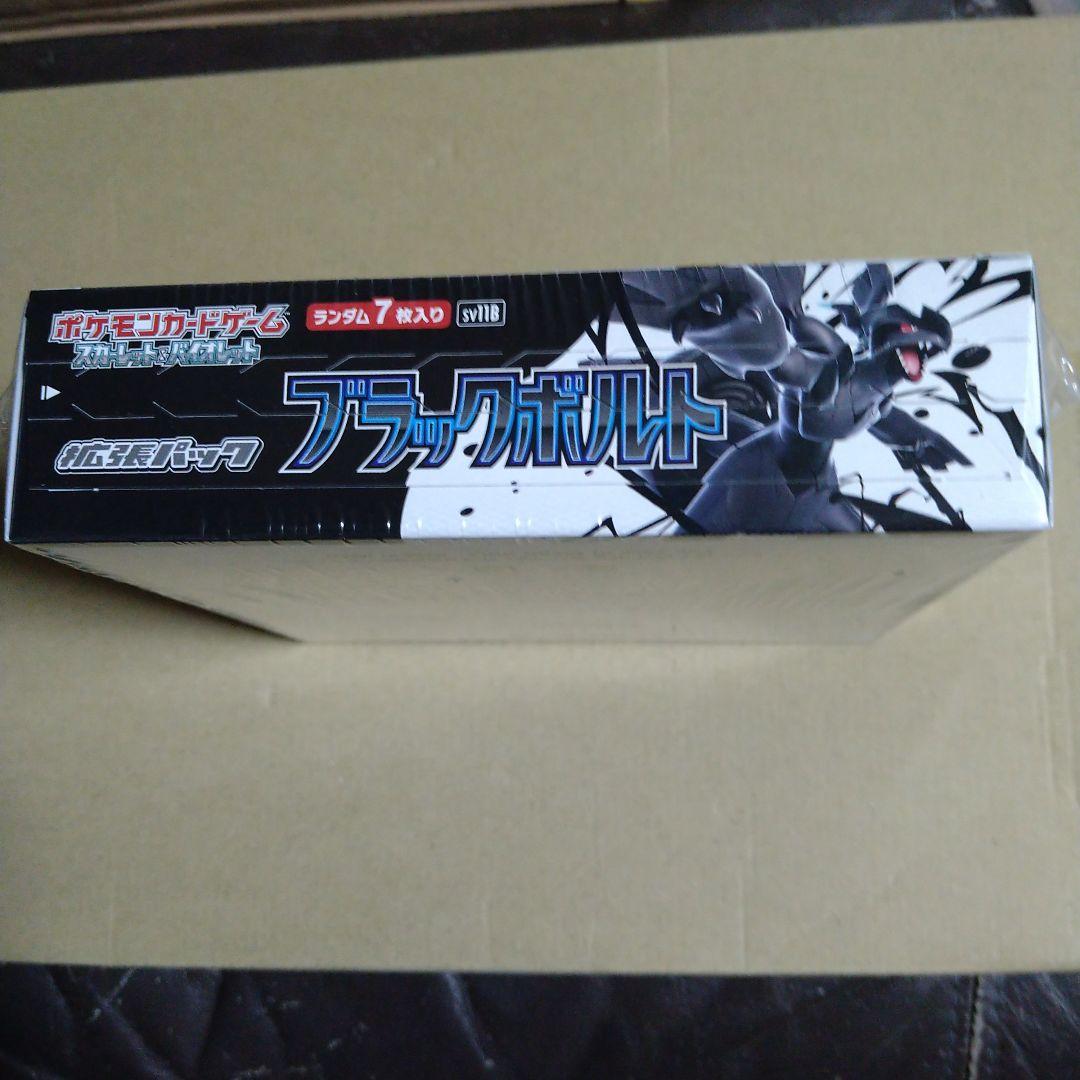 ポケモンカードゲーム
スカーレット&バイオレット
ランダム7枚入り
sv11B
拡張パック
ブラックボルト